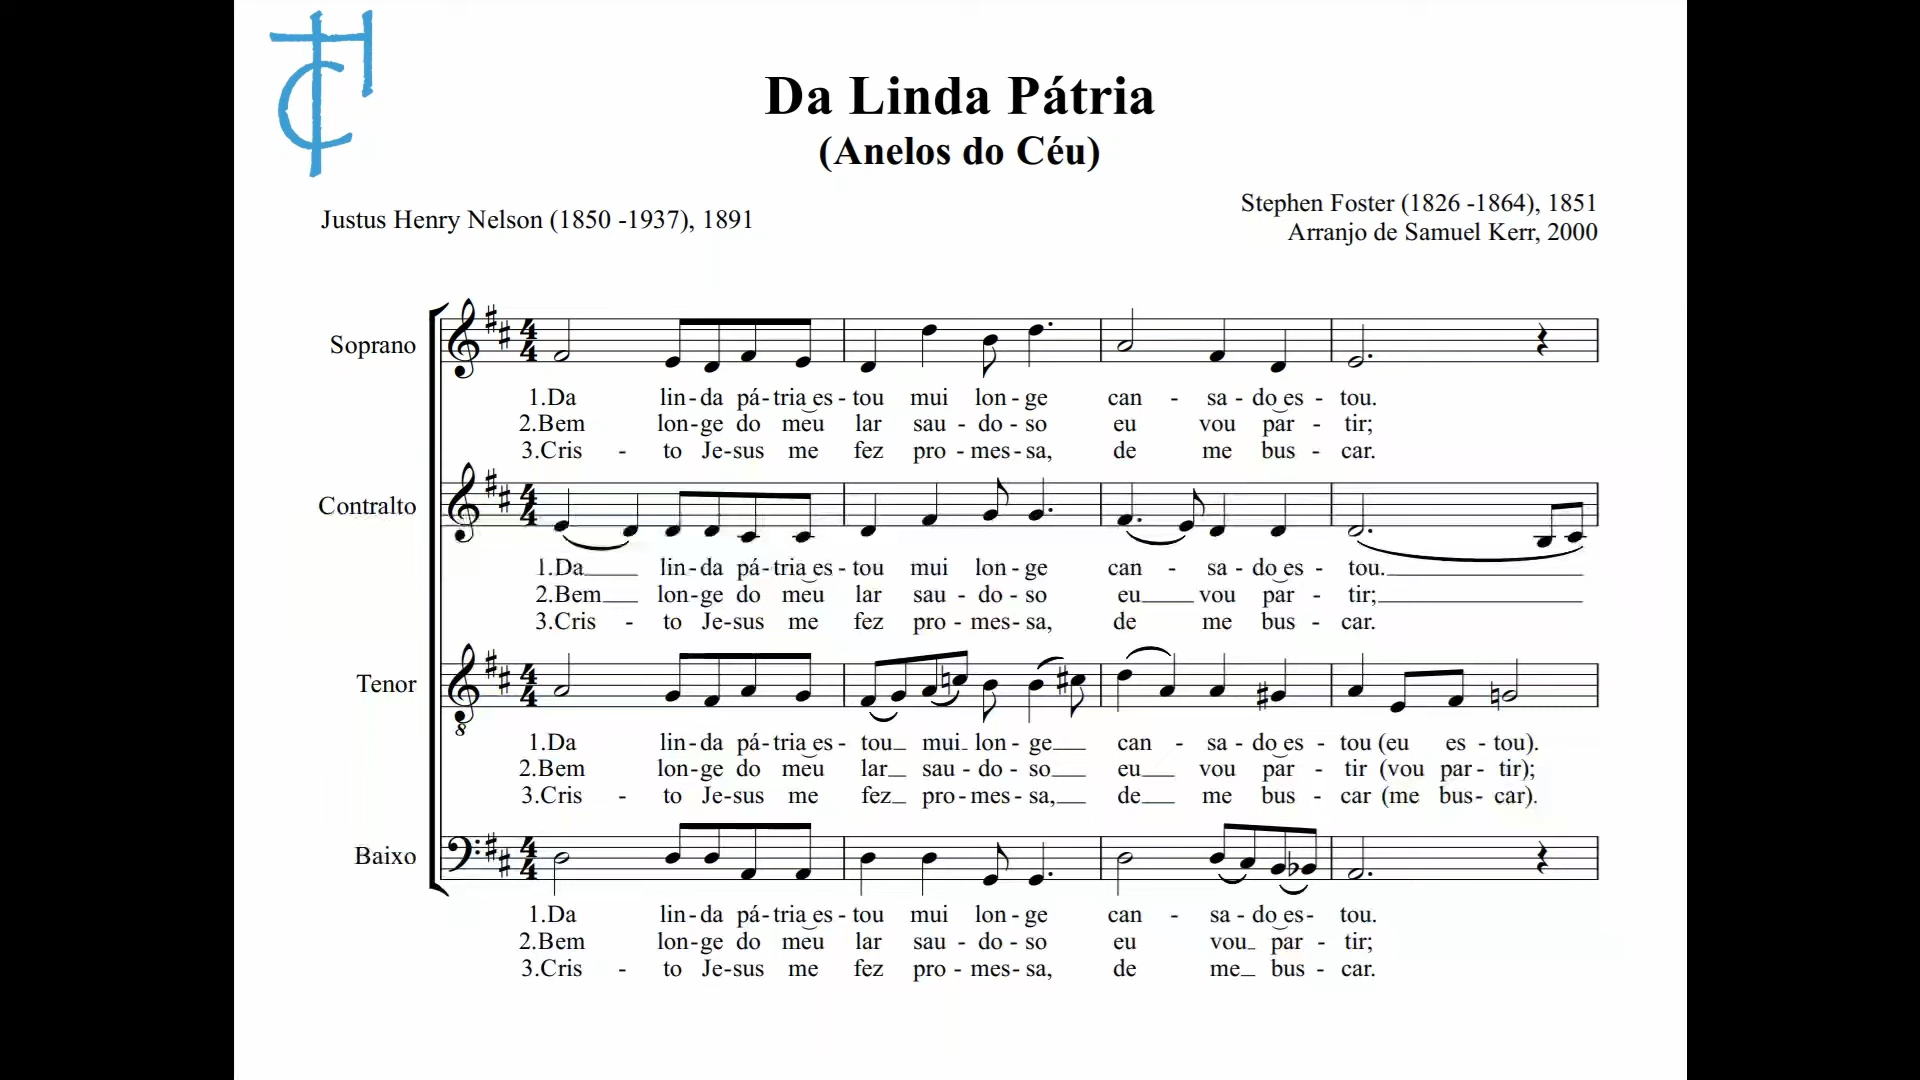 Da Linda Pátria
(Anelos do Céu)
Justus Henry Nelson (1850 -1937), 1891
Stephen Foster (1826 -1864), 1851
Arranjo de Samuel Kerr, 2000
Soprano
1.Da lin-da pá-tria es-tou mui lon-ge can - sa-do es - tou.
2.Bem lon-ge do meu lar sau - do - so eu vou par - tir;
3.Cris - to Je-sus me fez pro - mes - sa, de me bus - car.
Contralto
1.Da lin-da pá-tria es-tou mui lon-ge can - sa-do es - tou.
2.Bem lon-ge do meu lar sau - do - so eu vou par - tir;
3.Cris - to Je-sus me fez pro - mes - sa, de me bus - car.
Tenor
8
1.Da lin-da pá-tria es-tou mui lon-ge can - sa-do es - tou (eu es - tou).
2.Bem lon-ge do meu lar sau - do - so eu vou par - tir (vou par - tir);
3.Cris - to Je-sus me fez pro - mes - sa, de me bus - car (me bus - car).
Baixo
1.Da lin-da pá-tria es-tou mui lon-ge can - sa-do es- tou.
2.Bem lon-ge do meu lar sau - do - so eu vou par - tir;
3.Cris - to Je-sus me fez pro - mes - sa, de me bus - car.